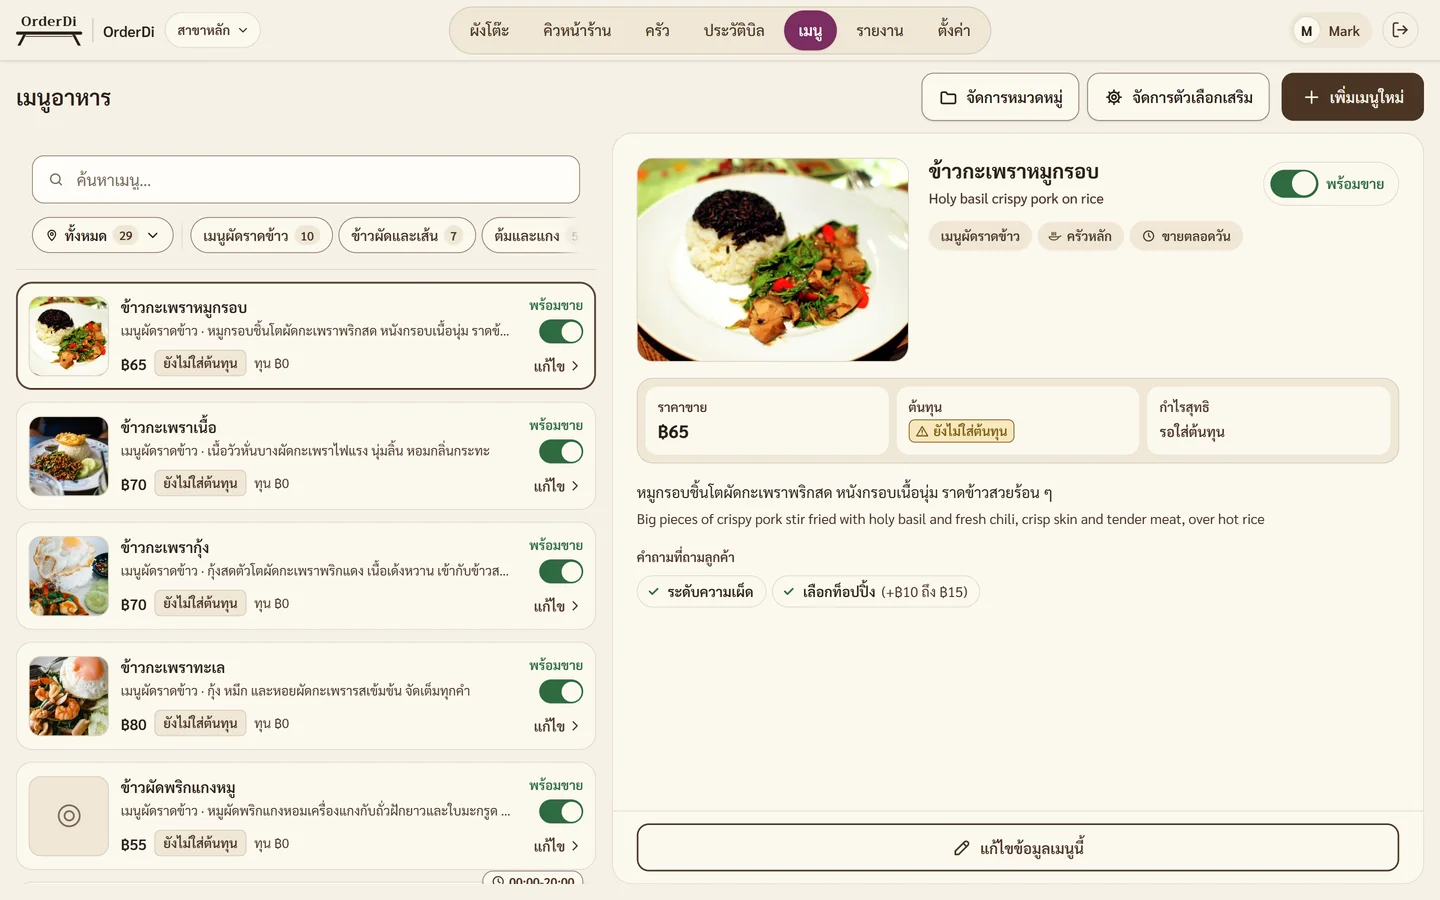 OrderDi
OrderDi
สาขาหลัก
ผังโต๊ะ
คิวหน้าร้าน
ครัว
ประวัติบิล
เมนู
รายงาน
ตั้งค่า
M
Mark
เมนูอาหาร
จัดการหมวดหมู่
จัดการตัวเลือกเสริม
เพิ่มเมนูใหม่
ค้นหาเมนู...
ทั้งหมด 29
เมนูผัดราดข้าว 10
ข้าวผัดและเส้น 7
ต้มและแกง 5
ข้าวกะเพราหมูกรอบ
พร้อมขาย
เมนูผัดราดข้าว · หมูกรอบชิ้นโตผัดกะเพราพริกสด หนังกรอบเนื้อนุ่ม ราดข้...
฿65 ยังไม่ใส่ต้นทุน ทุน ฿0
แก้ไข
ข้าวกะเพราเนื้อ
พร้อมขาย
เมนูผัดราดข้าว · เนื้อวัวหั่นบางผัดกะเพราไฟแรง นุ่มลิ้น หอมกลิ่นกระทะ
฿70 ยังไม่ใส่ต้นทุน ทุน ฿0
แก้ไข
ข้าวกะเพรากุ้ง
พร้อมขาย
เมนูผัดราดข้าว · กุ้งสดตัวโตผัดกะเพราพริกแดง เนื้อเด้งหวาน เข้ากับข้าวส...
฿70 ยังไม่ใส่ต้นทุน ทุน ฿0
แก้ไข
ข้าวกะเพราทะเล
พร้อมขาย
เมนูผัดราดข้าว · กุ้ง หมึก และหอยผัดกะเพรารสเข้มข้น จัดเต็มทุกคำ
฿80 ยังไม่ใส่ต้นทุน ทุน ฿0
แก้ไข
ข้าวผัดพริกแกงหมู
พร้อมขาย
เมนูผัดราดข้าว · หมูผัดพริกแกงหอมเครื่องแกงกับถั่วฝักยาวและใบมะกรูด ...
฿55 ยังไม่ใส่ต้นทุน ทุน ฿0
แก้ไข
00:00-20:00
ข้าวกะเพราหมูกรอบ
Holy basil crispy pork on rice
พร้อมขาย
เมนูผัดราดข้าว
ครัวหลัก
ขายตลอดวัน
ราคาขาย
฿65
ต้นทุน
ยังไม่ใส่ต้นทุน
กำไรสุทธิ
รอใส่ต้นทุน
หมูกรอบชิ้นโตผัดกะเพราพริกสด หนังกรอบเนื้อนุ่ม ราดข้าวสวยร้อน ๆ
Big pieces of crispy pork stir fried with holy basil and fresh chili, crisp skin and tender meat, over hot rice
คำถามที่ถามลูกค้า
ระดับความเผ็ด
เลือกท็อปปิ้ง (+฿10 ถึง ฿15)
แก้ไขข้อมูลเมนูนี้